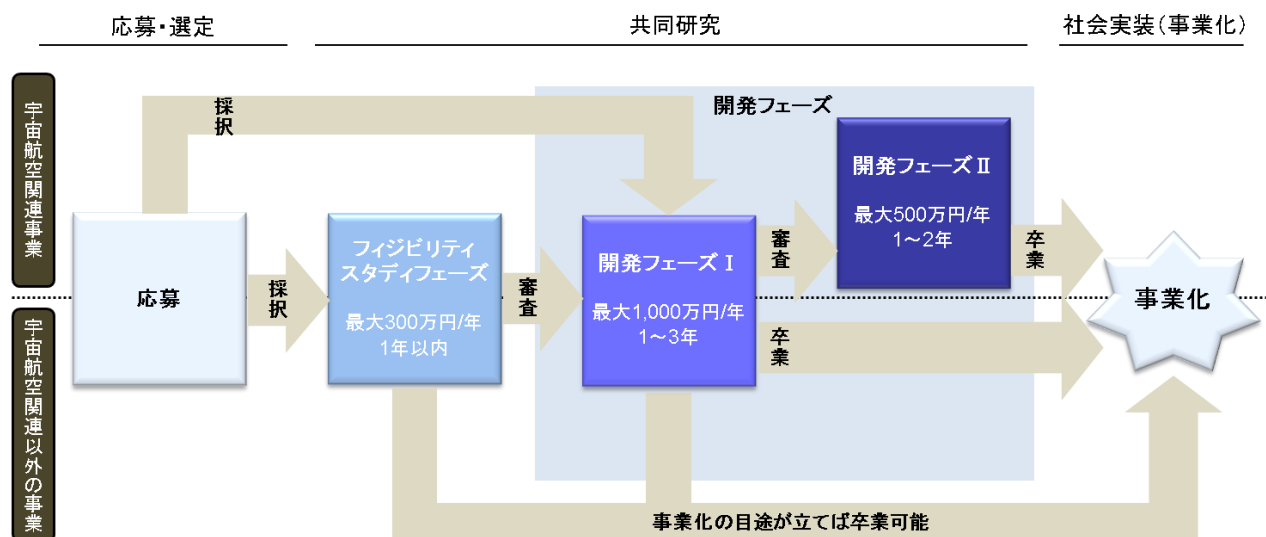 応募・選定
共同研究
社会実装(事業化)
宇宙航空関連事業
宇宙航空関連以外の事業
採択
開発フェーズ
応募
採択
フィジビリティ
スタディフェーズ
最大300万円/年
1年以内
審査
開発フェーズⅠ
最大1,000万円/年
1～3年
審査
開発フェーズⅡ
最大500万円/年
1～2年
卒業
卒業
事業化
事業化の目途が立てば卒業可能